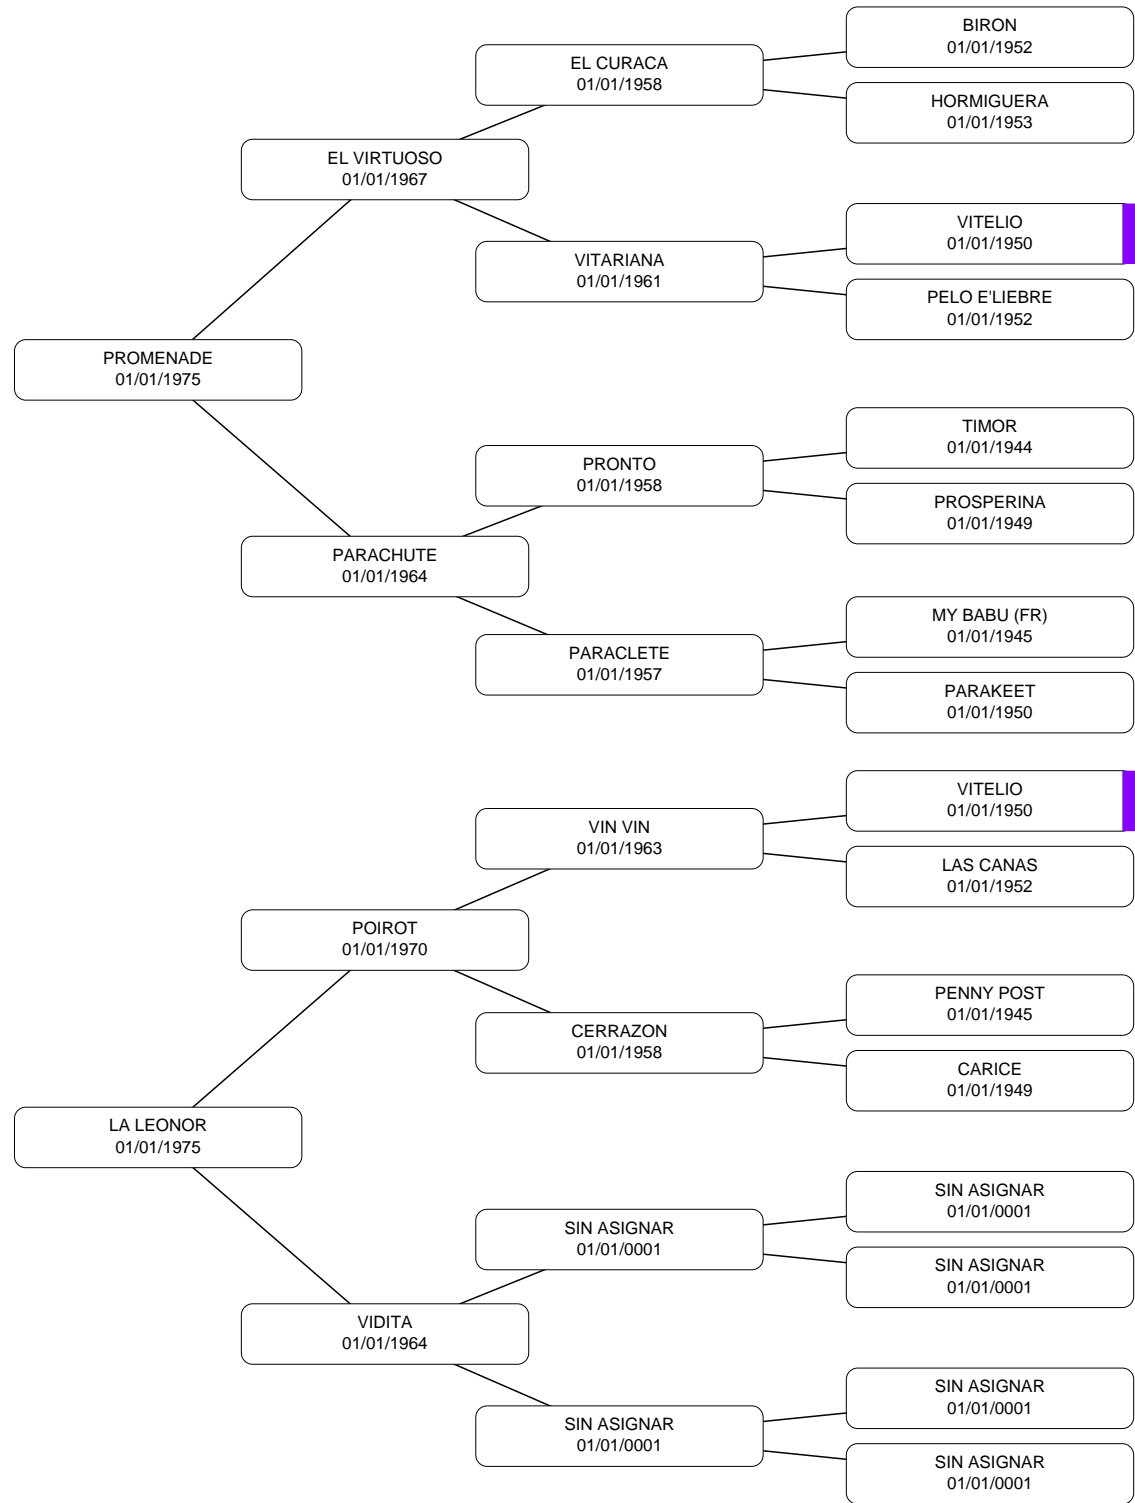 BIRON
01/01/1952
EL CURACA
01/01/1958
HORMIGUERA
01/01/1953
EL VIRTUOSO
01/01/1967
VITELIO
01/01/1950
VITARIANA
01/01/1961
PELO E'LIEBRE
01/01/1952
PROMENADE
01/01/1975
TIMOR
01/01/1944
PRONTO
01/01/1958
PROSPERINA
01/01/1949
PARACHUTE
01/01/1964
MY BABU (FR)
01/01/1945
PARACLETE
01/01/1957
PARAKEET
01/01/1950
VITELIO
01/01/1950
VIN VIN
01/01/1963
LAS CANAS
01/01/1952
POIROT
01/01/1970
PENNY POST
01/01/1945
CERRAZON
01/01/1958
CARICE
01/01/1949
LA LEONOR
01/01/1975
SIN ASIGNAR
01/01/0001
SIN ASIGNAR
01/01/0001
SIN ASIGNAR
01/01/0001
VIDITA
01/01/1964
SIN ASIGNAR
01/01/0001
SIN ASIGNAR
01/01/0001
SIN ASIGNAR
01/01/0001